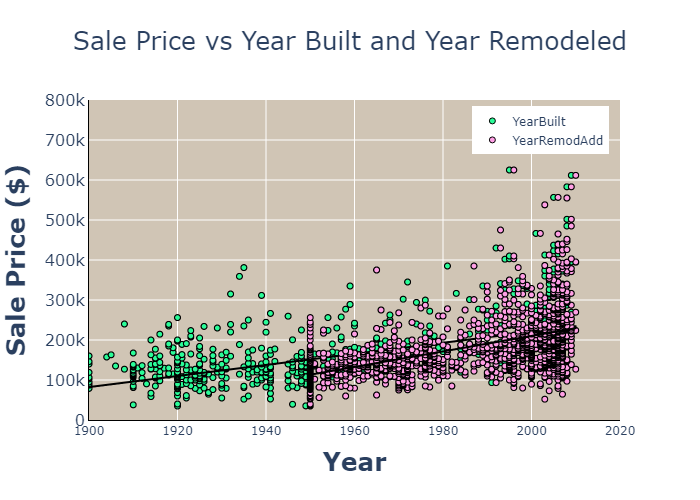 Sale Price vs Year Built and Year Remodeled
YearBuilt
YearRemodAdd
800k
700k
600k
500k
400k
300k
200k
100k
0
Sale Price ($)
1900 1920 1940 1960 1980 2000 2020
Year